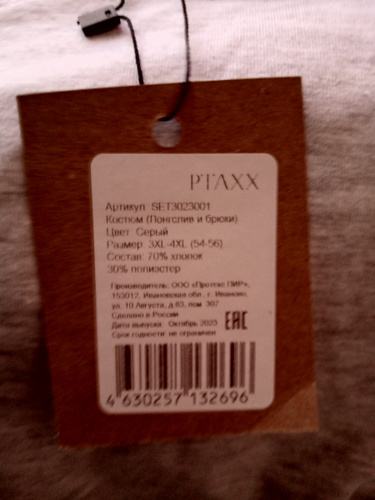 PTAXX
Артикул: SET3023001
Костюм (Лонгслив и брюки)
Цвет: Серый
Размер: 3XL-4XL (54-56)
Состав: 70% хлопок
30% полиэстер
Производитель: ООО «Протекс ПИР»,
153012, Ивановская обл., г. Иваново,
ул. 10 Августа, д.63, пом. 307
Сделано в России
Дата выпуска: Октябрь 2023
Срок годности: не ограничен
EAC
4 630257 132696